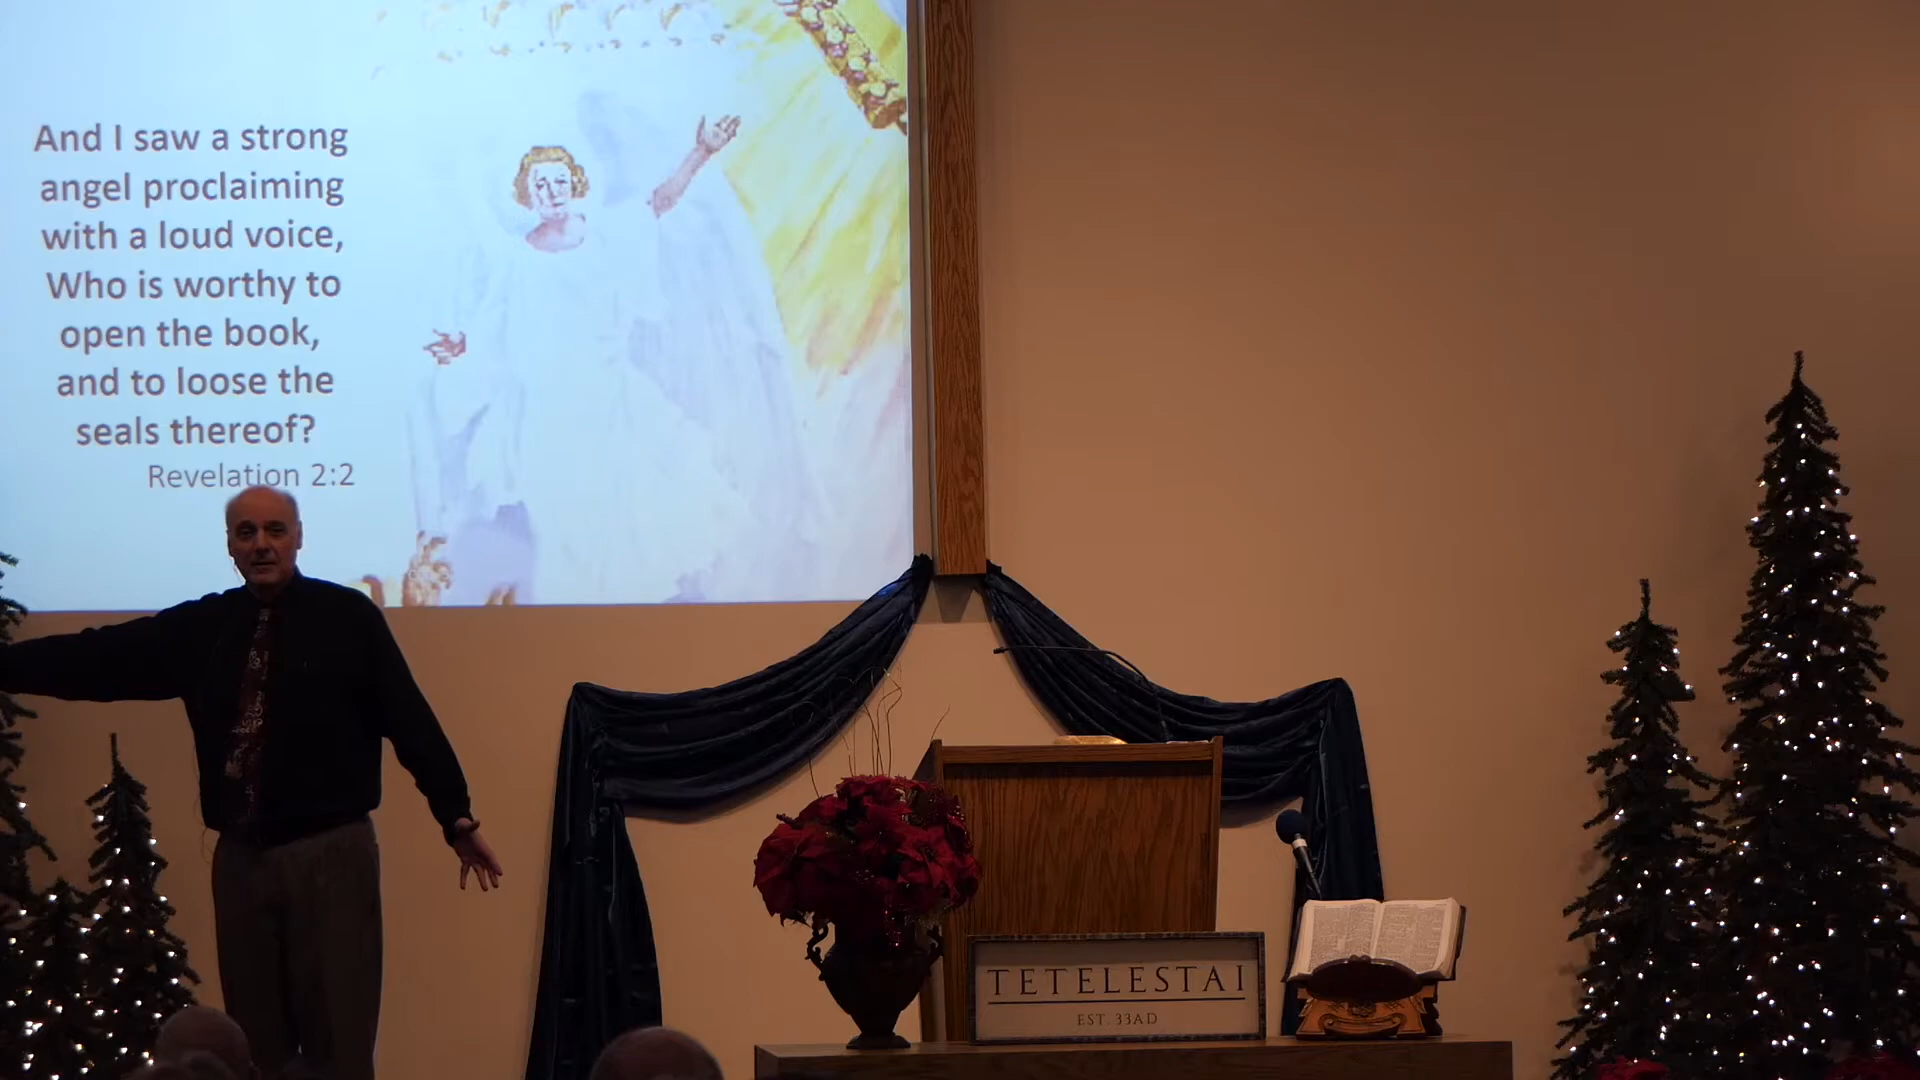 And I saw a strong
angel proclaiming
with a loud voice,
Who is worthy to
open the book,
and to loose the
seals thereof?
Revelation 2:2
TETELESTAI
EST. 33AD